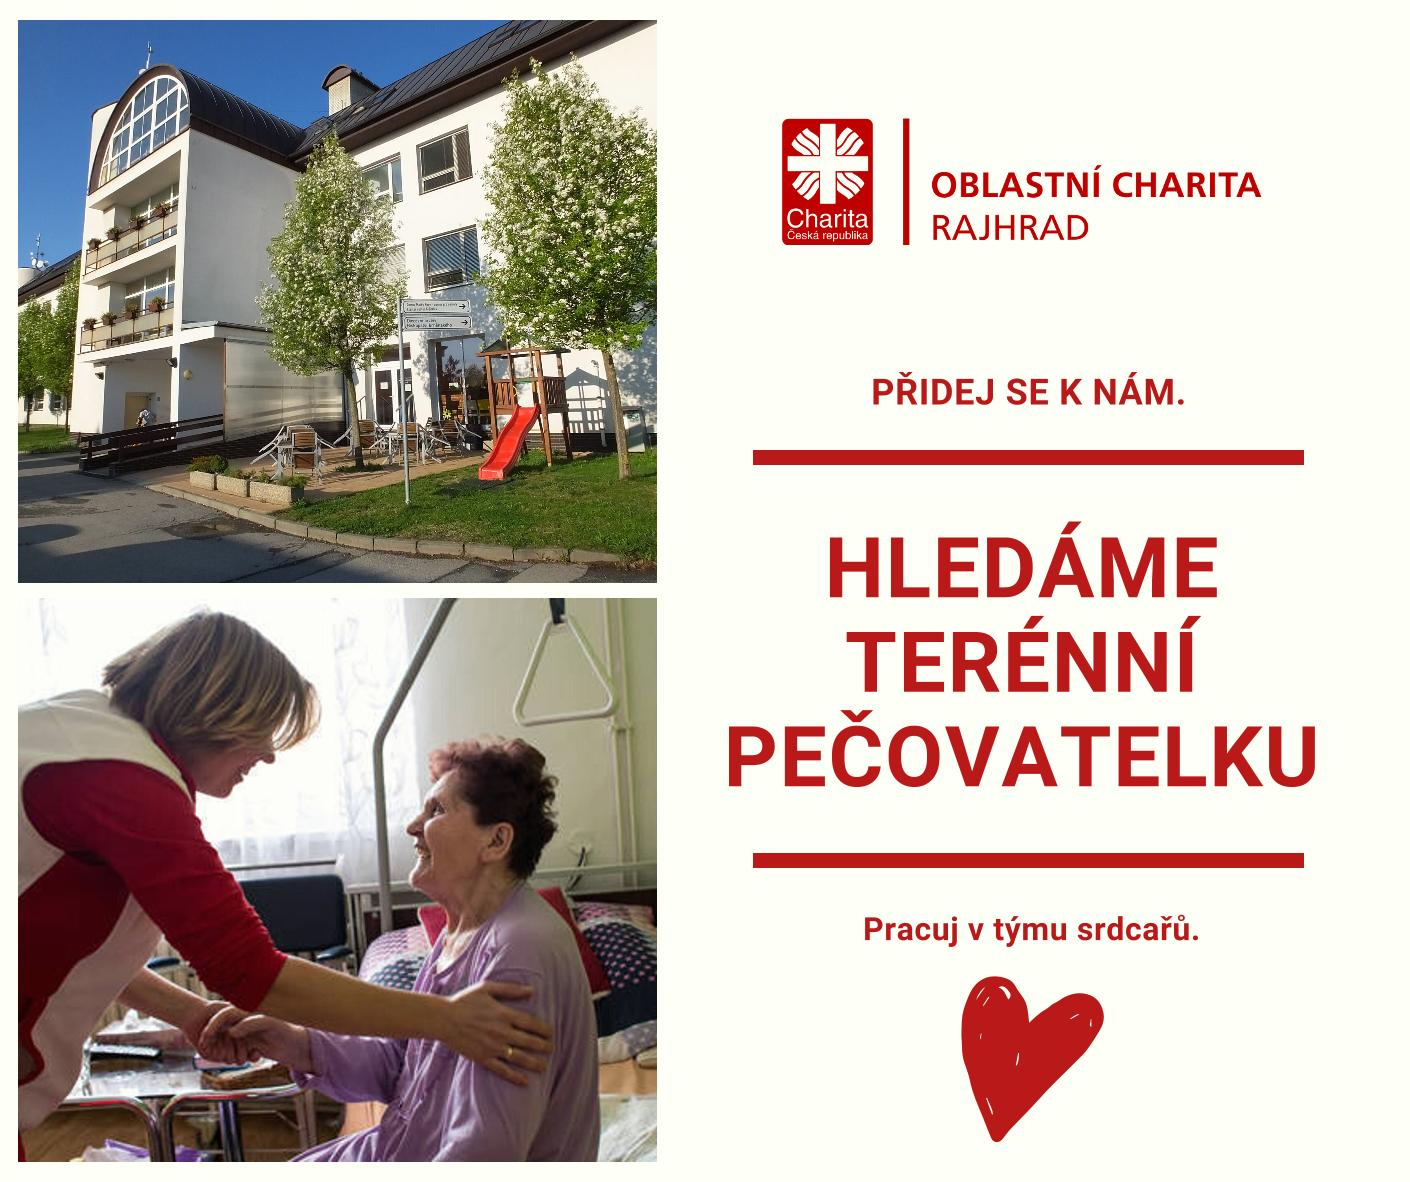 Charita
Česká republika
OBLASTNÍ CHARITA
RAJHRAD
PŘIDEJ SE K NÁM.
HLEDÁME
TERÉNNÍ
PEČOVATELKU
Pracuj v týmu srdcařů.